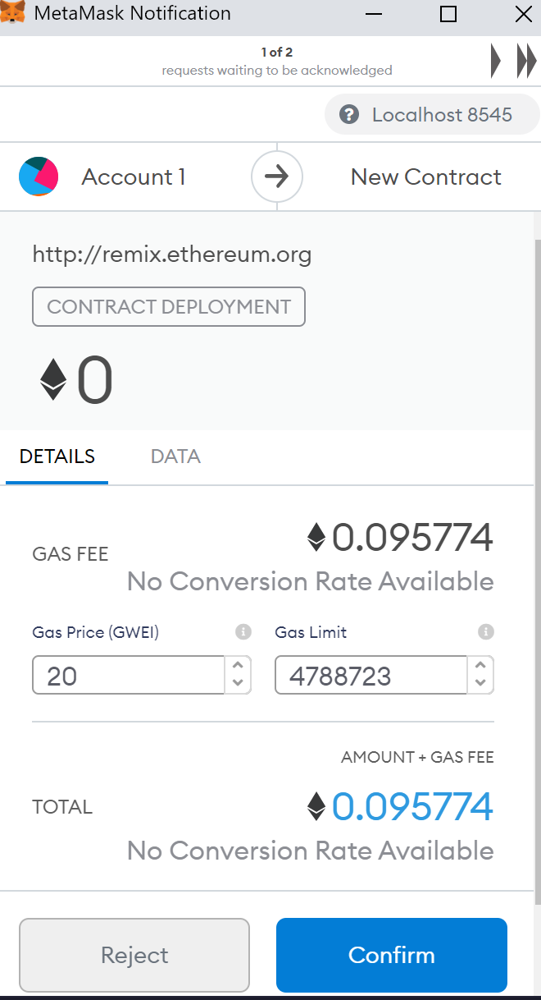 MetaMask Notification
1 of 2
requests waiting to be acknowledged
? Localhost 8545
Account 1
New Contract
http://remix.ethereum.org
CONTRACT DEPLOYMENT
0
DETAILS DATA
0.095774
GAS FEE
No Conversion Rate Available
Gas Price (GWEI) i Gas Limit i
20 4788723
AMOUNT + GAS FEE
TOTAL 0.095774
No Conversion Rate Available
Reject Confirm